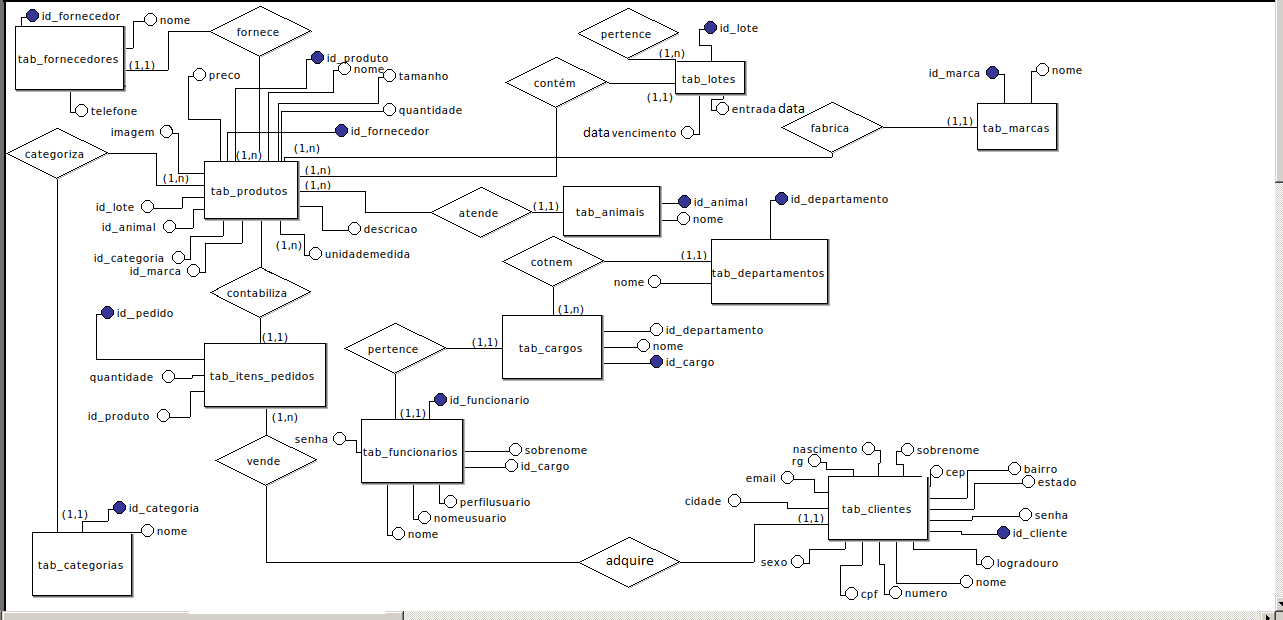 id_fornecedor
nome
tab_fornecedores
(1,1)
telefone
fornece
preco
id_produto
nome
tamanho
quantidade
id_fornecedor
imagem
categoriza
(1,n)
(1,n)
(1,n)
(1,n)
(1,n)
tab_produtos
id_lote
id_animal
id_categoria
id_marca
descricao
(1,n)
unidademedida
pertence
(1,n)
id_lote
contém
tab_lotes
(1,1)
entrada data
data vencimento
fabrica
id_marca
nome
(1,1)
tab_marcas
atende
(1,1)
tab_animais
id_animal
nome
id_departamento
cotnem
(1,1)
tab_departamentos
nome
(1,n)
contabiliza
(1,1)
id_pedido
tab_itens_pedidos
quantidade
id_produto
(1,n)
pertence
(1,1)
tab_cargos
id_departamento
nome
id_cargo
(1,1)
id_funcionario
senha
tab_funcionarios
sobrenome
id_cargo
perfilusuario
nomeusuario
nome
vende
(1,1)
id_categoria
nome
tab_categorias
adquire
nascimento
sobrenome
rg
cep
bairro
email
estado
cidade
tab_clientes
senha
(1,1)
id_cliente
sexo
logradouro
nome
cpf
numero